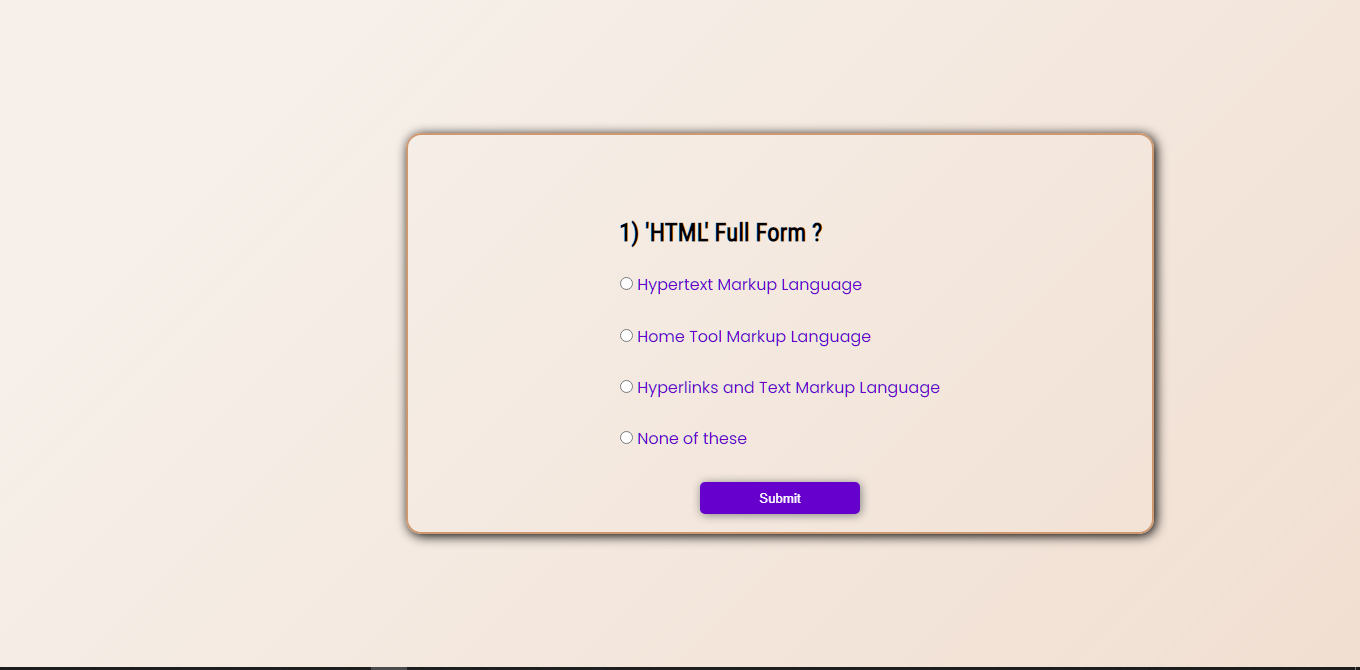 1) 'HTML' Full Form ?
Hypertext Markup Language
Home Tool Markup Language
Hyperlinks and Text Markup Language
None of these
Submit